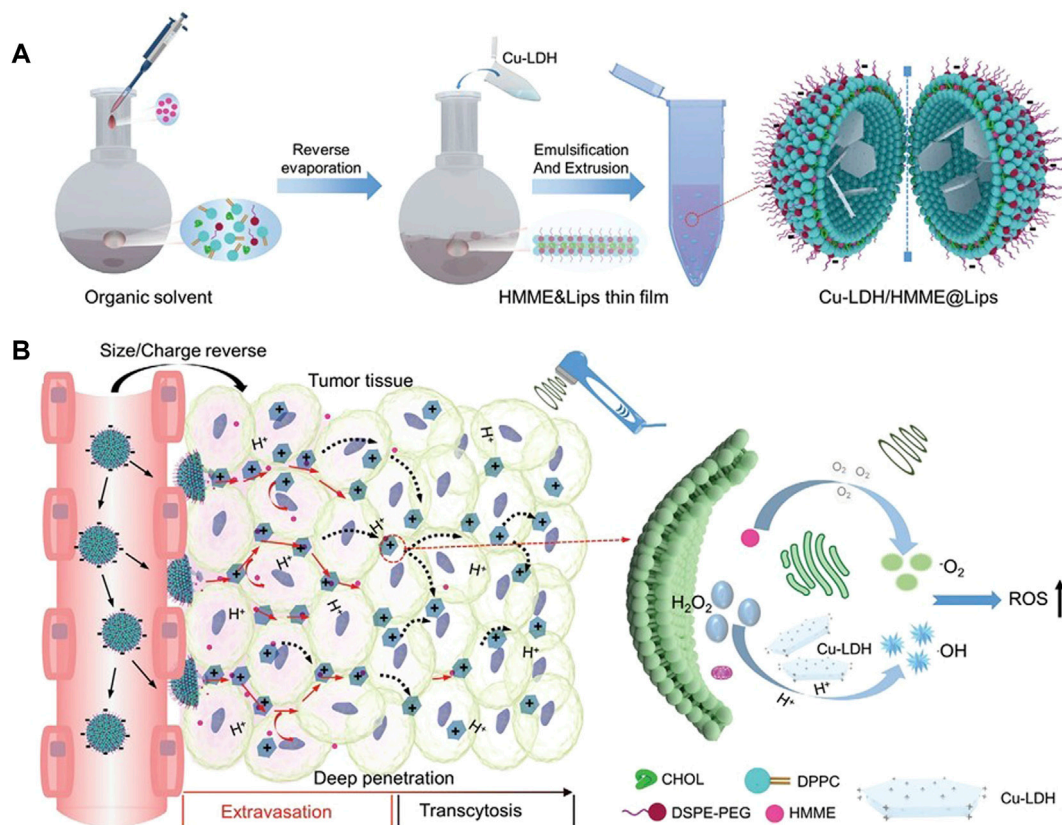 A
Cu-LDH
Reverse
evaporation
Emulsification
And Extrusion
Organic solvent
HMME&Lips thin film
Cu-LDH/HMME@Lips
B
Size/Charge reverse
Tumor tissue
H⁺
H⁺
H⁺
H⁺
H⁺
H⁺
H⁺
H⁺
H⁺
H⁺
H⁺
O₂ O₂
O₂
·O₂
H₂O₂
ROS
Cu-LDH
·OH
H⁺
H⁺
Deep penetration
Extravasation
Transcytosis
CHOL
DPPC
Cu-LDH
DSPE-PEG
HMME